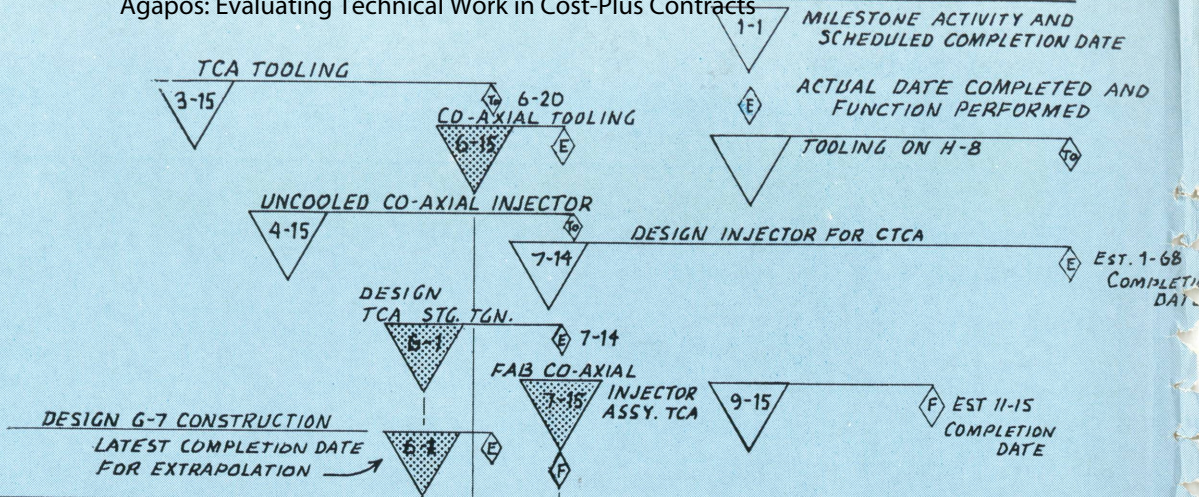 Agapos: Evaluating Technical Work in Cost-Plus Contracts
1-1
MILESTONE ACTIVITY AND
SCHEDULED COMPLETION DATE
TCA TOOLING
3-15
To
6-20
E
ACTUAL DATE COMPLETED AND
FUNCTION PERFORMED
CO-AXIAL TOOLING
6-15
E
TOOLING ON H-8
To
UNCOOLED CO-AXIAL INJECTOR
4-15
To
DESIGN INJECTOR FOR CTCA
7-14
E
EST. 1-68
DESIGN
TCA STG. TGN.
6-1
E
7-14
FAB CO-AXIAL
INJECTOR
ASSY. TCA
7-15
9-15
F
EST 11-15
COMPLETION
DATE
DESIGN G-7 CONSTRUCTION
LATEST COMPLETION DATE
FOR EXTRAPOLATION
E
F